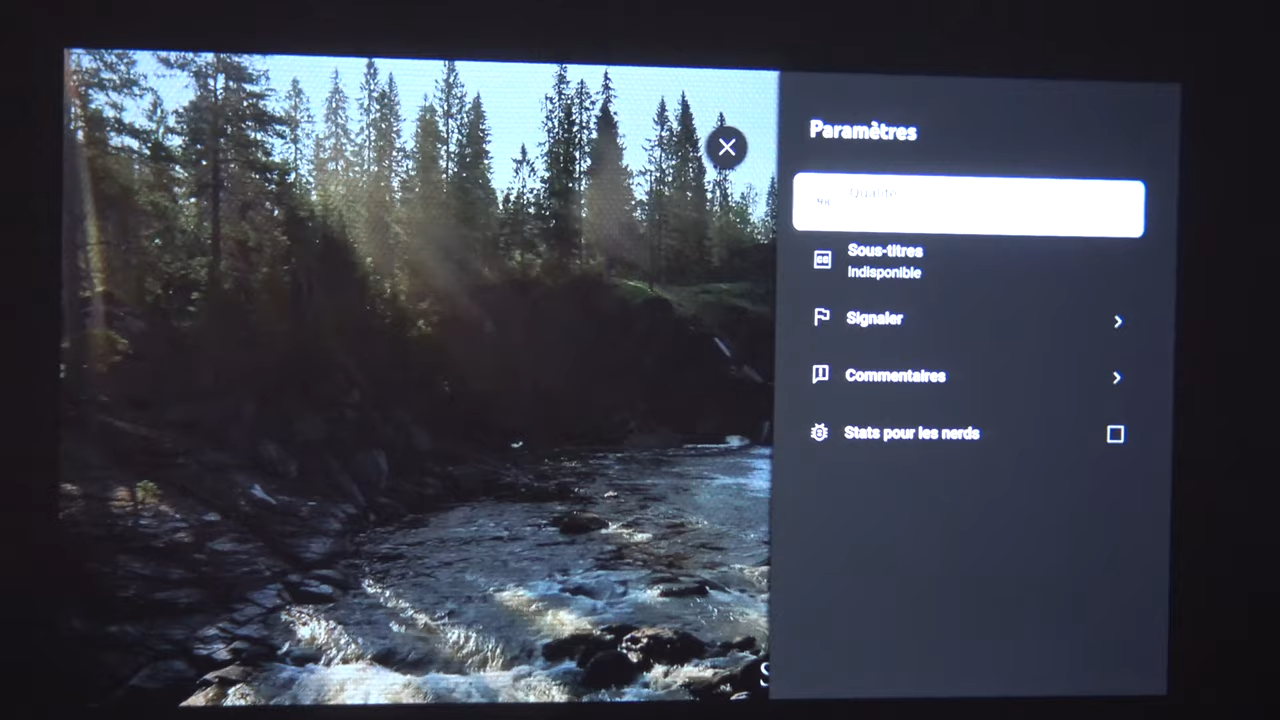 Paramètres
Qualité
Sous-titres
Indisponible
Signaler
Commentaires
Stats pour les nerds
S